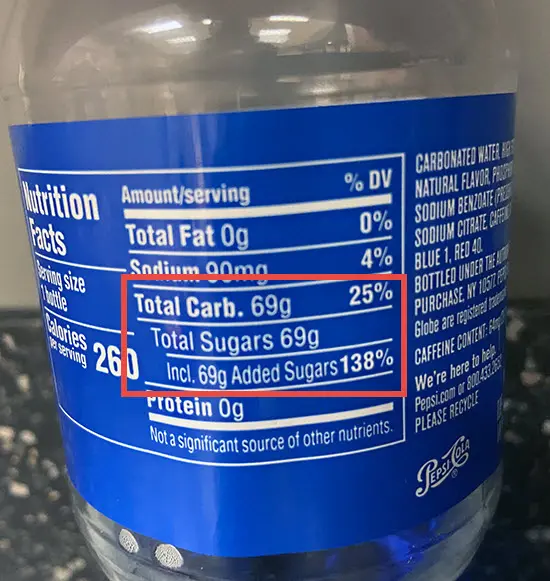 Nutrition
Facts
Serving size
1 bottle
Calories
per serving 260
Amount/serving % DV
Total Fat 0g 0%
Sodium 90mg 4%
Total Carb. 69g 25%
Total Sugars 69g
Incl. 69g Added Sugars 138%
Protein 0g
Not a significant source of other nutrients.
CARBONATED WATER,
NATURAL FLAVOR,
SODIUM BENZOATE
SODIUM CITRATE,
BLUE 1, RED 40.
BOTTLED UNDER THE
PURCHASE, NY 10577.
Globe are registered
CAFFEINE CONTENT:
We're here to help.
Pepsi.com or 800.433.
PLEASE RECYCLE
PEPSI-COLA
®